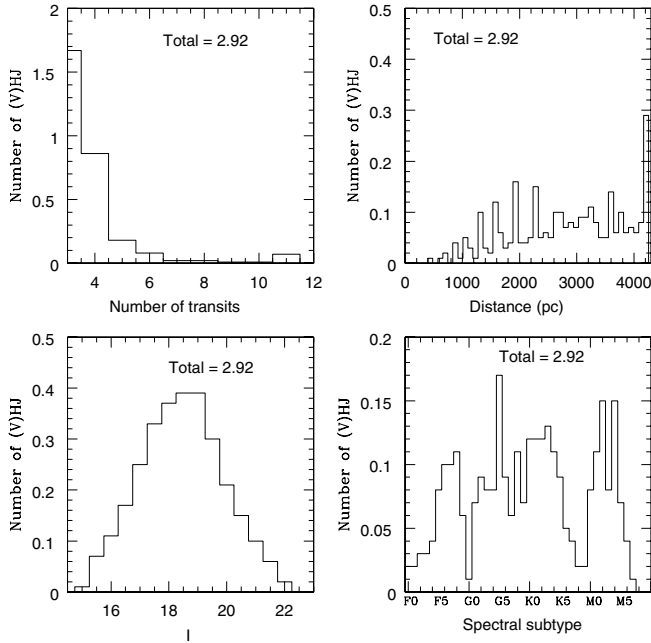 2
1.5
1
0.5
0
Number of (V)HJ
Total = 2.92
4 6 8 10 12
Number of transits
0.5
0.4
0.3
0.2
0.1
0
Number of (V)HJ
Total = 2.92
1000 2000 3000 4000
Distance (pc)
0.5
0.4
0.3
0.2
0.1
0
Number of (V)HJ
Total = 2.92
16 18 20 22
I
0.2
0.15
0.1
0.05
0
Number of (V)HJ
Total = 2.92
F0 F5 G0 G5 K0 K5 M0 M5
Spectral subtype